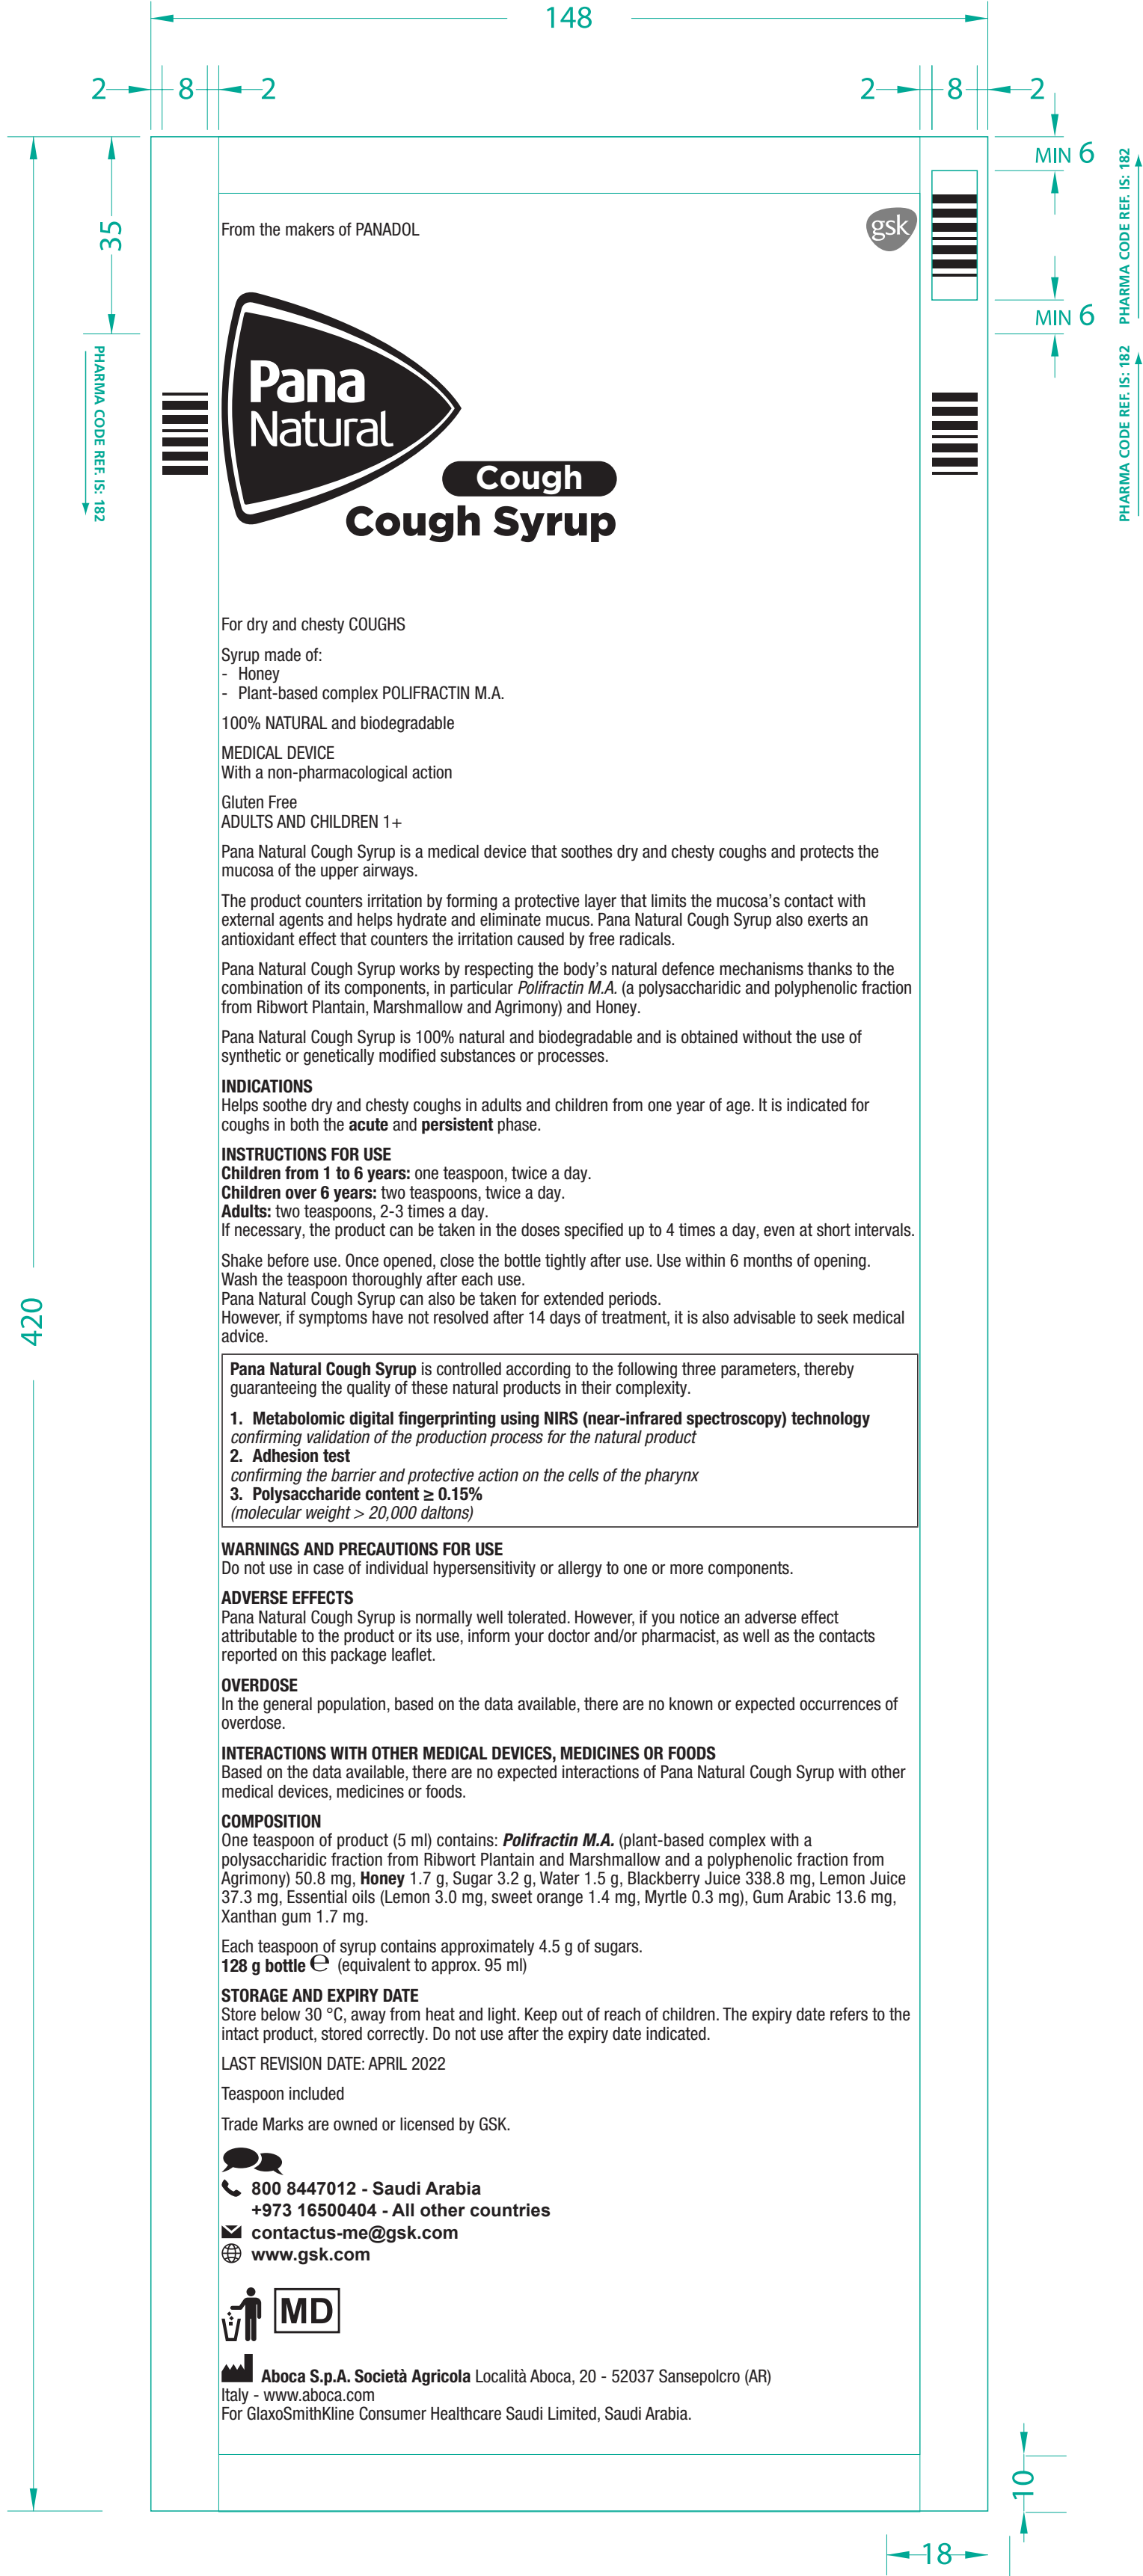 148
2 8 2 2 8 2
MIN 6
35
From the makers of PANADOL
gsk
PHARMA CODE REF. IS: 182
MIN 6
PHARMA CODE REF. IS: 182
PHARMA CODE REF. IS: 182
Pana
Natural
Cough
Cough Syrup
For dry and chesty COUGHS
Syrup made of:
- Honey
- Plant-based complex POLIFRACTIN M.A.
100% NATURAL and biodegradable
MEDICAL DEVICE
With a non-pharmacological action
Gluten Free
ADULTS AND CHILDREN 1+
Pana Natural Cough Syrup is a medical device that soothes dry and chesty coughs and protects the
mucosa of the upper airways.
The product counters irritation by forming a protective layer that limits the mucosa's contact with
external agents and helps hydrate and eliminate mucus. Pana Natural Cough Syrup also exerts an
antioxidant effect that counters the irritation caused by free radicals.
Pana Natural Cough Syrup works by respecting the body's natural defence mechanisms thanks to the
combination of its components, in particular Polifractin M.A. (a polysaccharidic and polyphenolic fraction
from Ribwort Plantain, Marshmallow and Agrimony) and Honey.
Pana Natural Cough Syrup is 100% natural and biodegradable and is obtained without the use of
synthetic or genetically modified substances or processes.
INDICATIONS
Helps soothe dry and chesty coughs in adults and children from one year of age. It is indicated for
coughs in both the acute and persistent phase.
INSTRUCTIONS FOR USE
Children from 1 to 6 years: one teaspoon, twice a day.
Children over 6 years: two teaspoons, twice a day.
Adults: two teaspoons, 2-3 times a day.
If necessary, the product can be taken in the doses specified up to 4 times a day, even at short intervals.
Shake before use. Once opened, close the bottle tightly after use. Use within 6 months of opening.
Wash the teaspoon thoroughly after each use.
Pana Natural Cough Syrup can also be taken for extended periods.
However, if symptoms have not resolved after 14 days of treatment, it is also advisable to seek medical
advice.
420
Pana Natural Cough Syrup is controlled according to the following three parameters, thereby
guaranteeing the quality of these natural products in their complexity.
1. Metabolomic digital fingerprinting using NIRS (near-infrared spectroscopy) technology
confirming validation of the production process for the natural product
2. Adhesion test
confirming the barrier and protective action on the cells of the pharynx
3. Polysaccharide content ≥ 0.15%
(molecular weight > 20,000 daltons)
WARNINGS AND PRECAUTIONS FOR USE
Do not use in case of individual hypersensitivity or allergy to one or more components.
ADVERSE EFFECTS
Pana Natural Cough Syrup is normally well tolerated. However, if you notice an adverse effect
attributable to the product or its use, inform your doctor and/or pharmacist, as well as the contacts
reported on this package leaflet.
OVERDOSE
In the general population, based on the data available, there are no known or expected occurrences of
overdose.
INTERACTIONS WITH OTHER MEDICAL DEVICES, MEDICINES OR FOODS
Based on the data available, there are no expected interactions of Pana Natural Cough Syrup with other
medical devices, medicines or foods.
COMPOSITION
One teaspoon of product (5 ml) contains: Polifractin M.A. (plant-based complex with a
polysaccharidic fraction from Ribwort Plantain and Marshmallow and a polyphenolic fraction from
Agrimony) 50.8 mg, Honey 1.7 g, Sugar 3.2 g, Water 1.5 g, Blackberry Juice 338.8 mg, Lemon Juice
37.3 mg, Essential oils (Lemon 3.0 mg, sweet orange 1.4 mg, Myrtle 0.3 mg), Gum Arabic 13.6 mg,
Xanthan gum 1.7 mg.
Each teaspoon of syrup contains approximately 4.5 g of sugars.
128 g bottle ℮ (equivalent to approx. 95 ml)
STORAGE AND EXPIRY DATE
Store below 30 °C, away from heat and light. Keep out of reach of children. The expiry date refers to the
intact product, stored correctly. Do not use after the expiry date indicated.
LAST REVISION DATE: APRIL 2022
Teaspoon included
Trade Marks are owned or licensed by GSK.
800 8447012 - Saudi Arabia
+973 16500404 - All other countries
contactus-me@gsk.com
www.gsk.com
MD
Aboca S.p.A. Società Agricola Località Aboca, 20 - 52037 Sansepolcro (AR)
Italy - www.aboca.com
For GlaxoSmithKline Consumer Healthcare Saudi Limited, Saudi Arabia.
10
18